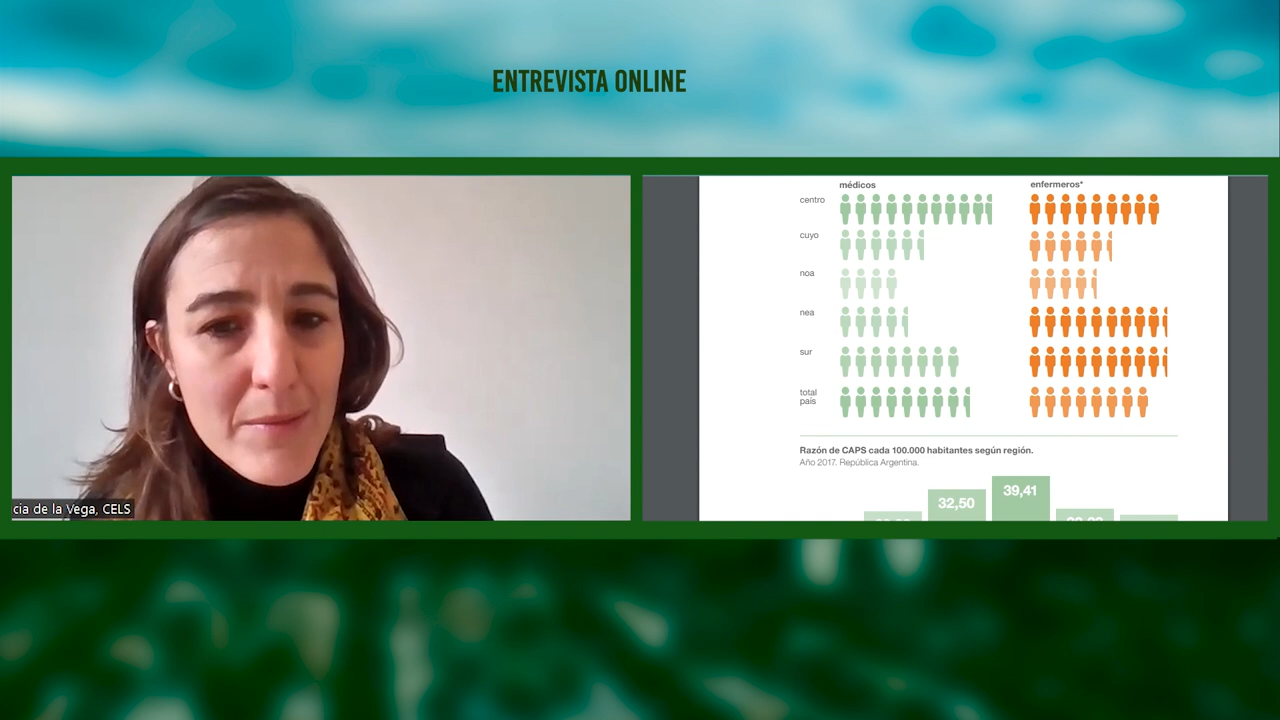 ENTREVISTA ONLINE
cia de la Vega, CELS
médicos
enfermeros*
centro
cuyo
noa
nea
sur
total
país
Razón de CAPS cada 100.000 habitantes según región.
Año 2017. República Argentina.
32,50
39,41